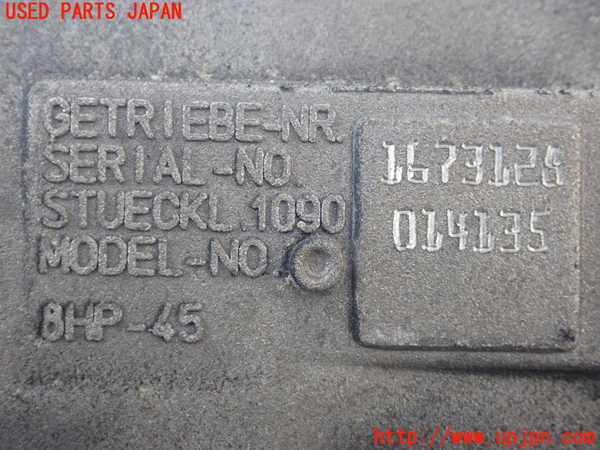 USED PARTS JAPAN
GETRIEBE-NR.
SERIAL-NO.
STUECKL.1090
MODEL-NO.
8HP-45
1673128
014135
http://www.upjpn.com/